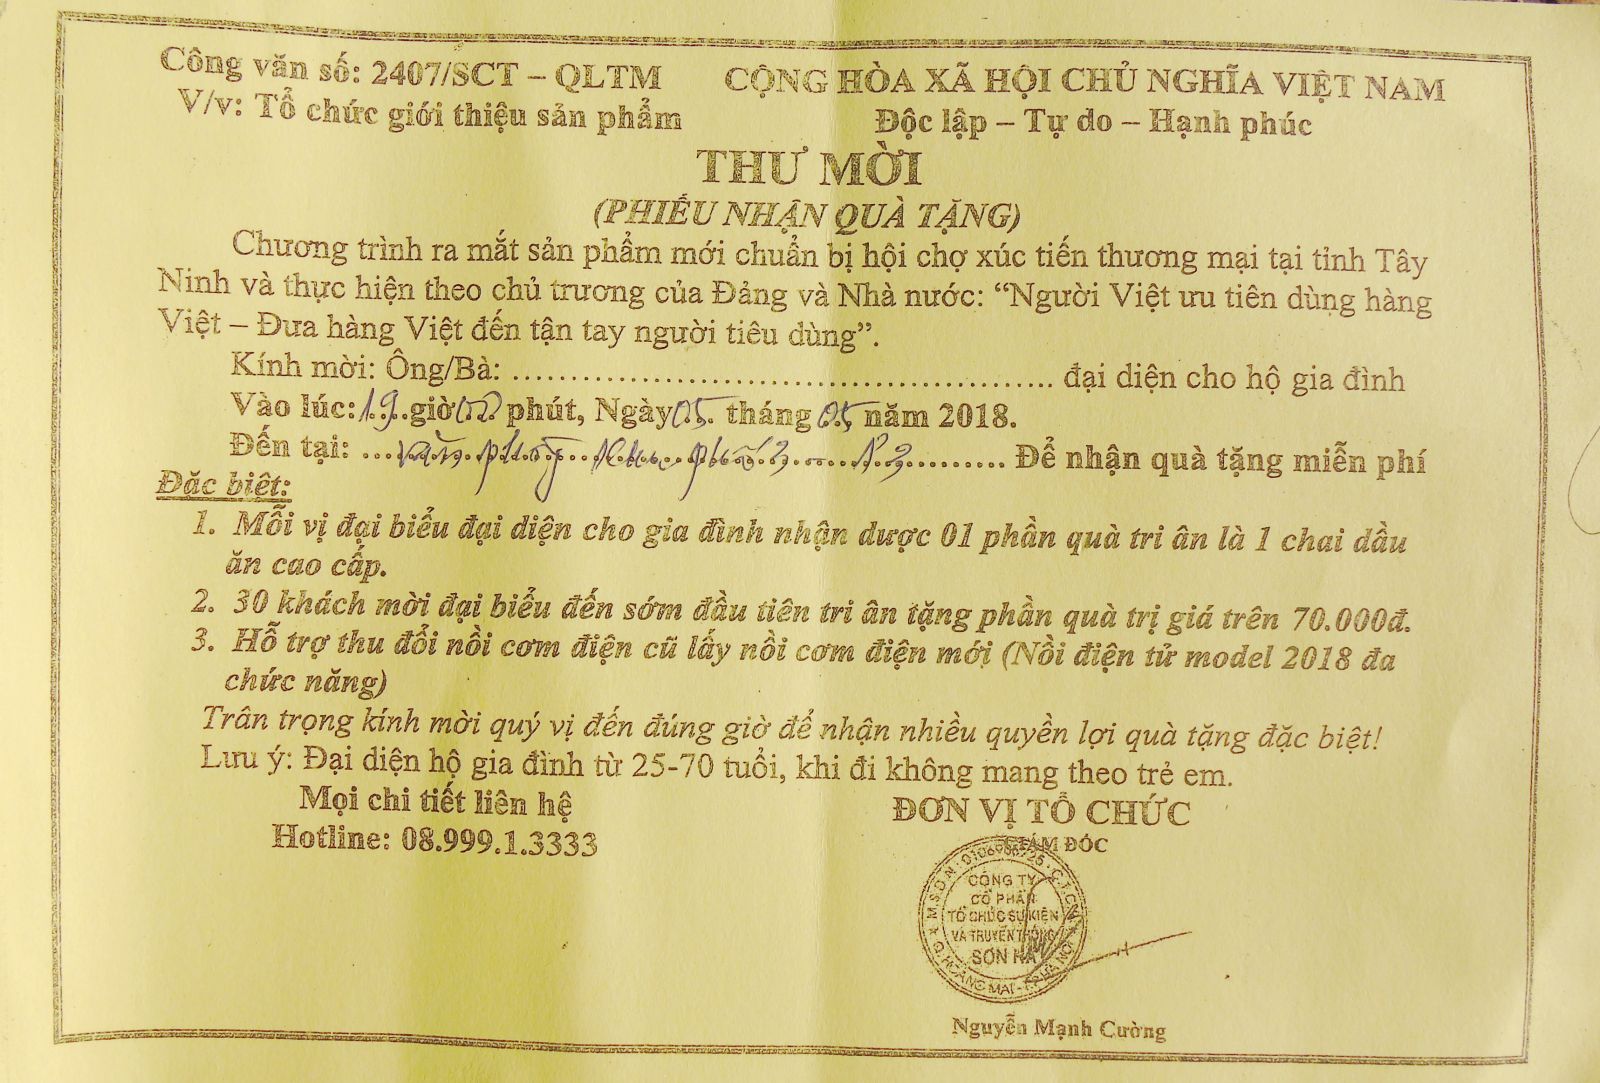 Công văn số: 2407/SCT – QLTM
V/v: Tổ chức giới thiệu sản phẩm
CỘNG HÒA XÃ HỘI CHỦ NGHĨA VIỆT NAM
Độc lập – Tự do – Hạnh phúc
THƯ MỜI
(PHIẾU NHẬN QUÀ TẶNG)
Chương trình ra mắt sản phẩm mới chuẩn bị hội chợ xúc tiến thương mại tại tỉnh Tây
Ninh và thực hiện theo chủ trương của Đảng và Nhà nước: “Người Việt ưu tiên dùng hàng
Việt – Đưa hàng Việt đến tận tay người tiêu dùng”.
Kính mời: Ông/Bà: ........................................................ đại diện cho hộ gia đình
Vào lúc: 19 giờ 00 phút, Ngày 05 tháng 05 năm 2018.
Đến tại: ... văn phòng khu phố 3 ... P.3 ......... Để nhận quà tặng miễn phí
Đặc biệt:
1. Mỗi vị đại biểu đại diện cho gia đình nhận dược 01 phần quà tri ân là 1 chai dầu
ăn cao cấp.
2. 30 khách mời đại biểu đến sớm đầu tiên tri ân tặng phần quà trị giá trên 70.000đ.
3. Hỗ trợ thu đổi nồi cơm điện cũ lấy nồi cơm điện mới (Nồi điện tử model 2018 đa
chức năng)
Trân trọng kính mời quý vị đến đúng giờ để nhận nhiều quyền lợi quà tặng đặc biệt!
Lưu ý: Đại diện hộ gia đình từ 25-70 tuổi, khi đi không mang theo trẻ em.
Mọi chi tiết liên hệ
Hotline: 08.999.1.3333
ĐƠN VỊ TỔ CHỨC
GIÁM ĐỐC
CÔNG TY
CỔ PHẦN
TỔ CHỨC SỰ KIỆN
VÀ TRUYỀN THÔNG
SƠN HÀ
Q. HOÀNG MAI - TP. HÀ NỘI
Nguyễn Mạnh Cường